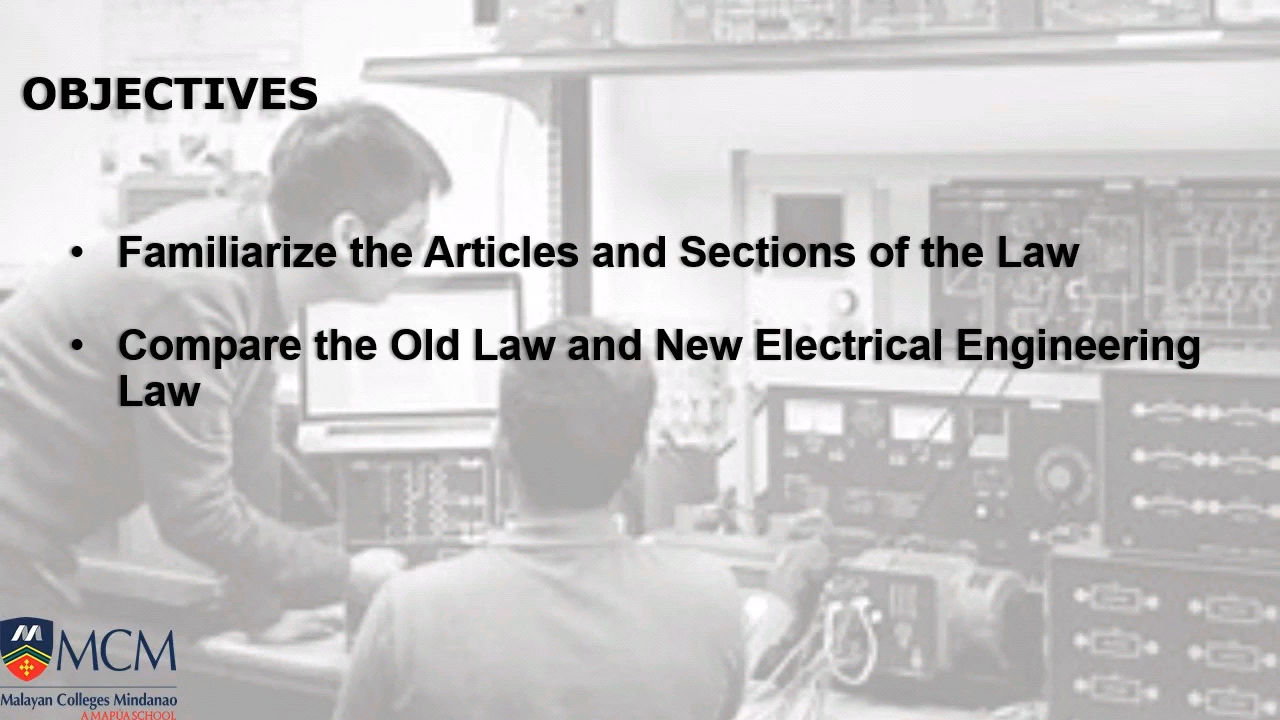 OBJECTIVES
• Familiarize the Articles and Sections of the Law
• Compare the Old Law and New Electrical Engineering
Law
MCM
Malayan Colleges Mindanao
A MAPÚA SCHOOL